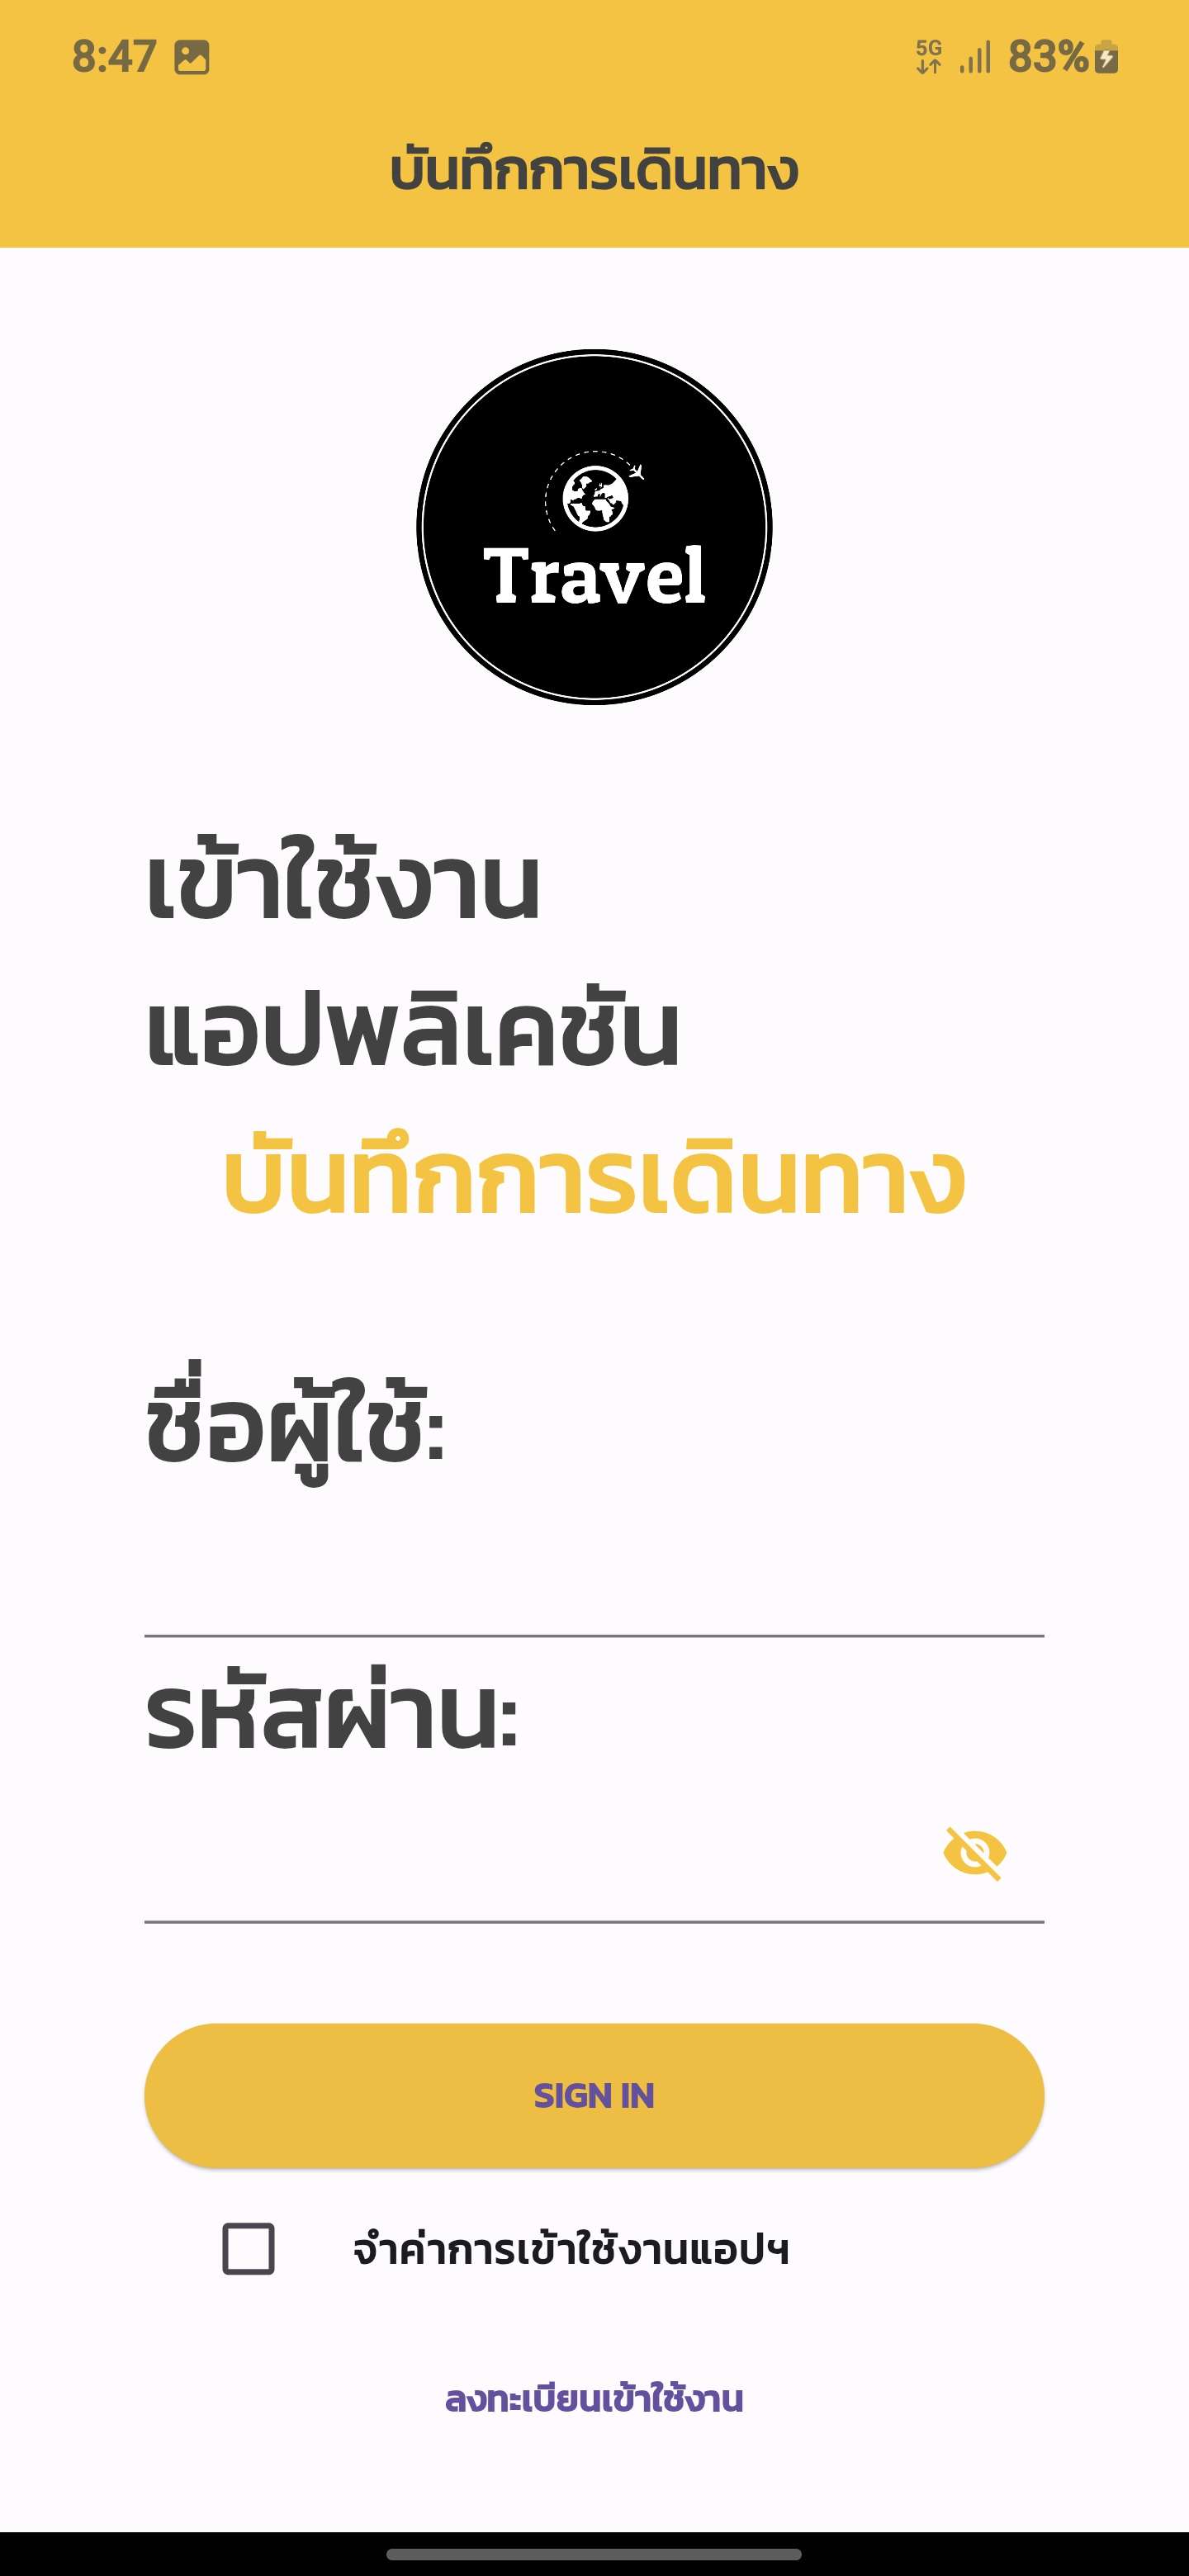 8:47
5G
83%
บันทึกการเดินทาง
Travel
เข้าใช้งาน
แอปพลิเคชัน
บันทึกการเดินทาง
ชื่อผู้ใช้:
รหัสผ่าน:
SIGN IN
จำค่าการเข้าใช้งานแอปฯ
ลงทะเบียนเข้าใช้งาน